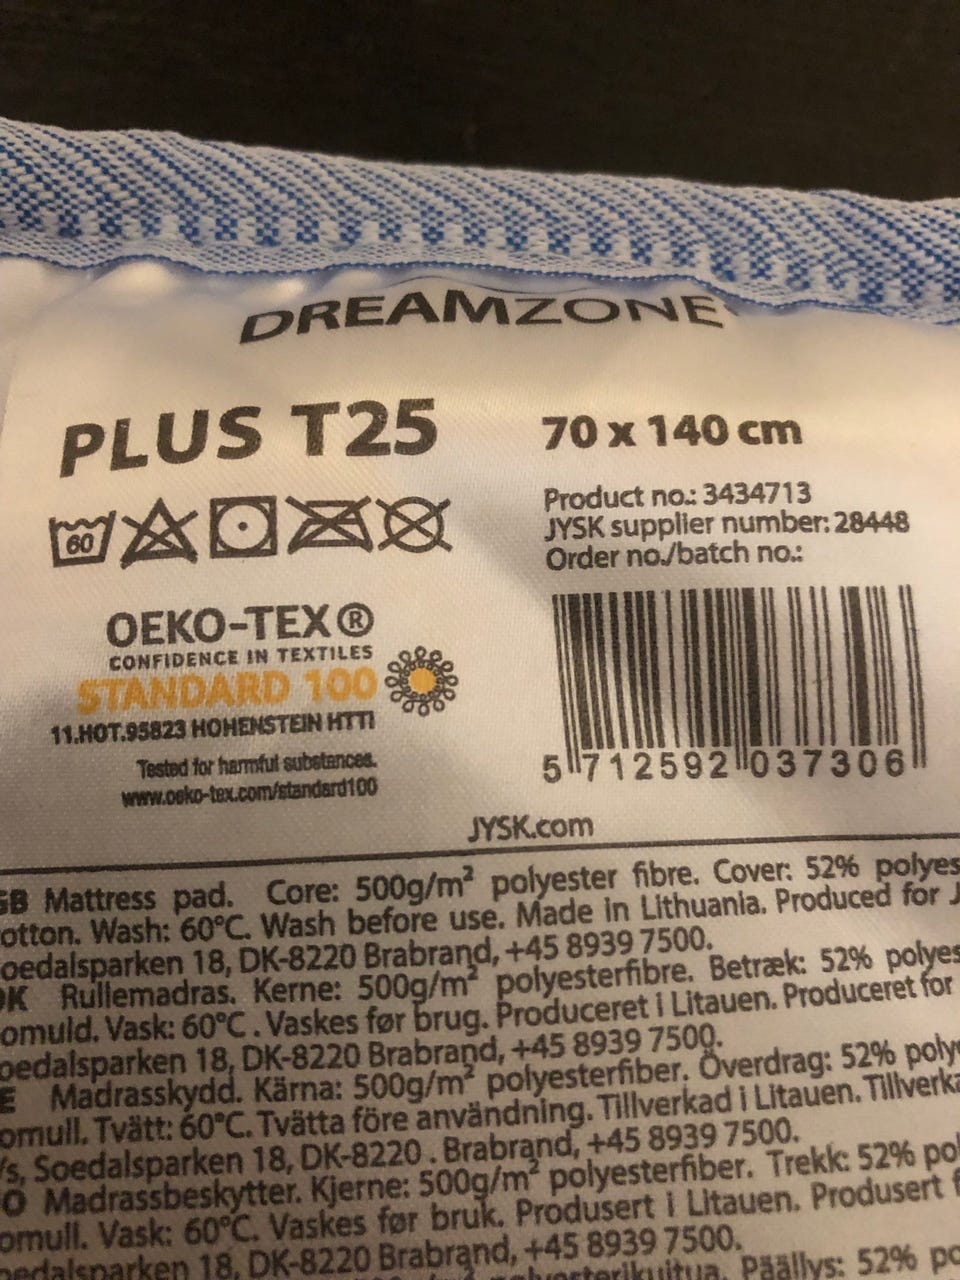 DREAMZONE
PLUS T25
70 x 140 cm
Product no.: 3434713
JYSK supplier number: 28448
Order no./batch no.:
60
OEKO-TEX®
CONFIDENCE IN TEXTILES
STANDARD 100
11.HOT.95823 HOHENSTEIN HTTI
Tested for harmful substances.
www.oeko-tex.com/standard100
5 712592 037306
JYSK.com
GB Mattress pad. Core: 500g/m² polyester fibre. Cover: 52% polyes
otton. Wash: 60°C. Wash before use. Made in Lithuania. Produced for J
oedalsparken 18, DK-8220 Brabrand, +45 8939 7500.
DK Rullemadras. Kerne: 500g/m² polyesterfibre. Betræk: 52% polyes
omuld. Vask: 60°C . Vaskes før brug. Produceret i Litauen. Produceret for
oedalsparken 18, DK-8220 Brabrand, +45 8939 7500.
E Madrasskydd. Kärna: 500g/m² polyesterfiber. Överdrag: 52% polye
omull. Tvätt: 60°C. Tvätta före användning. Tillverkad i Litauen. Tillverka
/s, Soedalsparken 18, DK-8220 . Brabrand, +45 8939 7500.
O Madrassbeskytter. Kjerne: 500g/m² polyesterfiber. Trekk: 52% pol
omull. Vask: 60°C. Vaskes før bruk. Produsert i Litauen. Produsert f
oedalsparken 18, DK-8220 Brabrand, +45 8939 7500.
polyesterikuitua. Päällys: 52% po